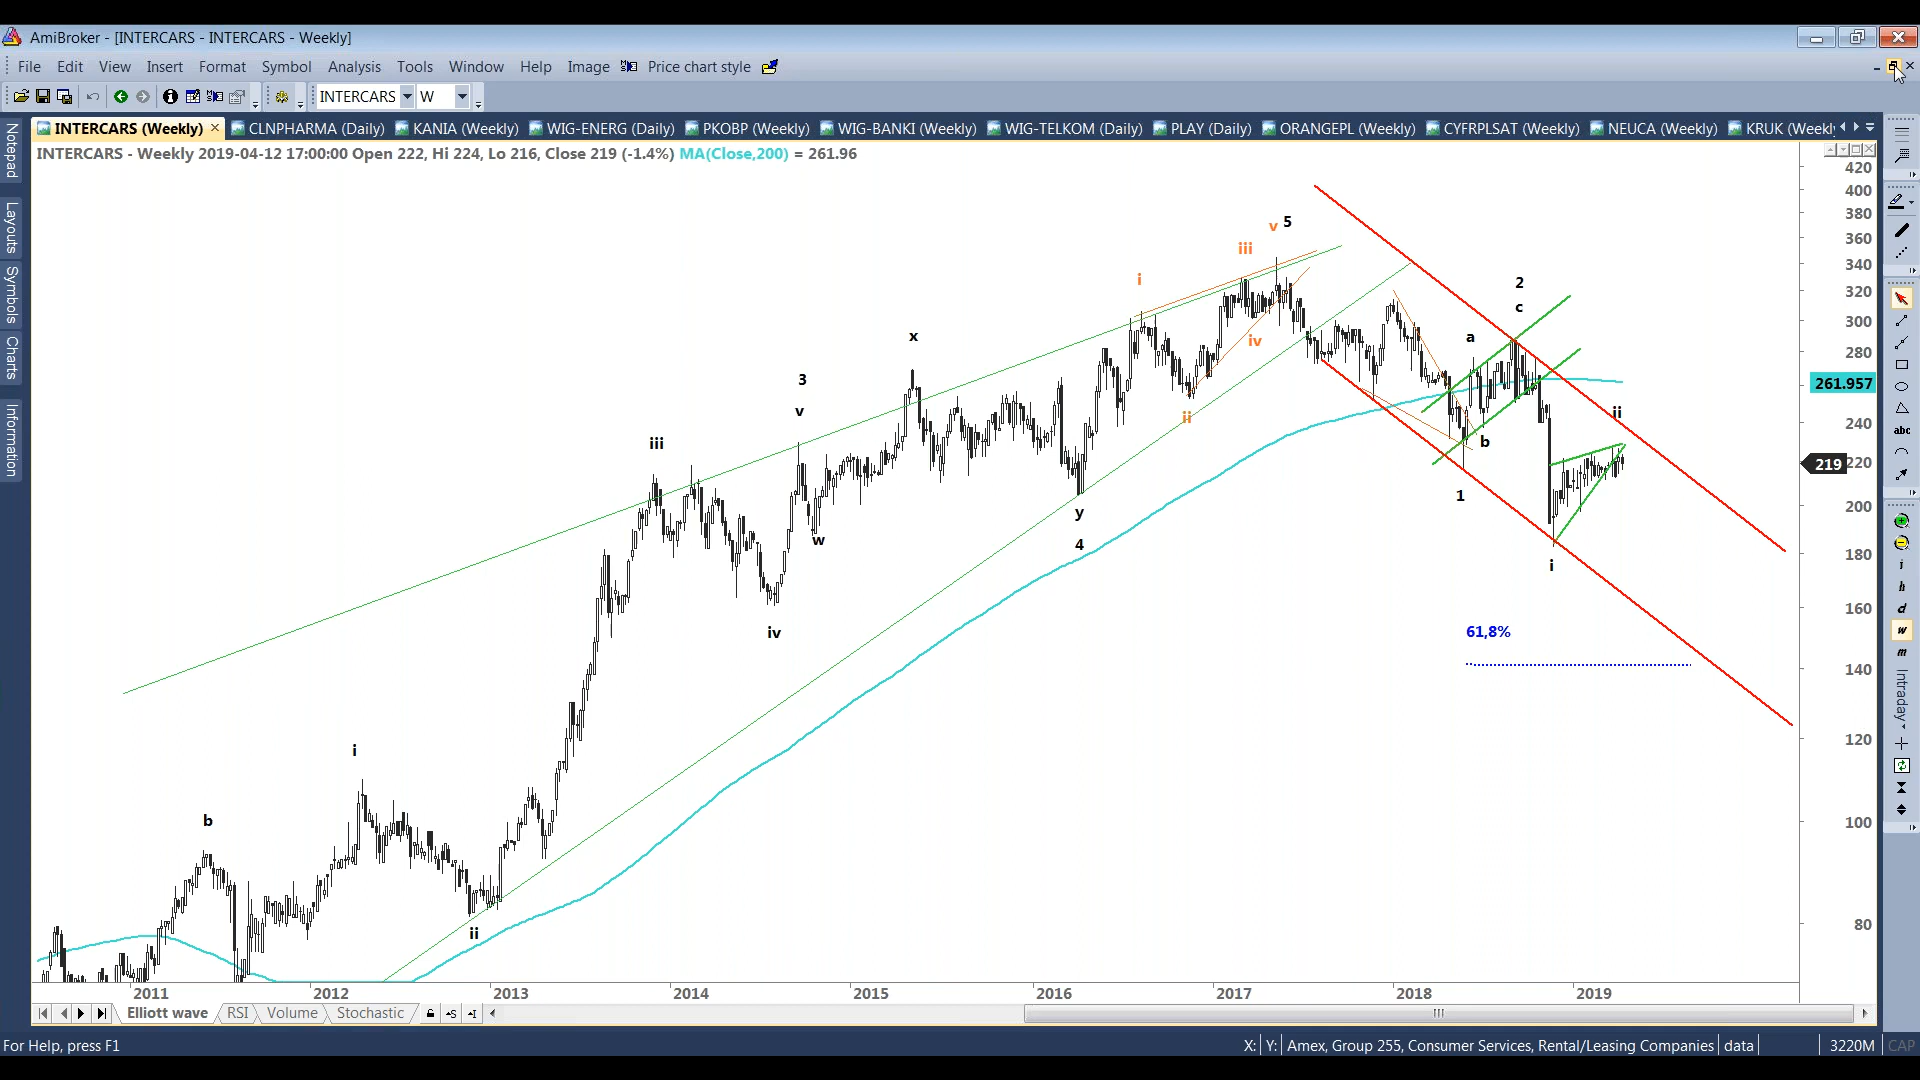 AmiBroker - [INTERCARS - INTERCARS - Weekly]
File Edit View Insert Format Symbol Analysis Tools Window Help Image Price chart style
INTERCARS W
INTERCARS (Weekly) CLNPHARMA (Daily) KANIA (Weekly) WIG-ENERG (Daily) PKOBP (Weekly) WIG-BANKI (Weekly) WIG-TELKOM (Daily) PLAY (Daily) ORANGEPL (Weekly) CYFRPLSAT (Weekly) NEUCA (Weekly) KRUK (Weekl
INTERCARS - Weekly 2019-04-12 17:00:00 Open 222, Hi 224, Lo 216, Close 219 (-1.4%) MA(Close,200) = 261.96
Notepad
Layouts
Symbols
Charts
Information
420
400
380
360
340
320
300
280
261.957
240
220
219
200
180
160
140
120
100
80
v 5
iii
i
2
c
x
a
iv
3
v
ii
ii
iii
b
1
y
w
4
i
iv
61,8%
i
b
ii
abc
i
h
d
w
m
Intraday
2011 2012 2013 2014 2015 2016 2017 2018 2019
Elliott wave RSI Volume Stochastic
For Help, press F1
X: Y: Amex, Group 255, Consumer Services, Rental/Leasing Companies data 3220M CAP